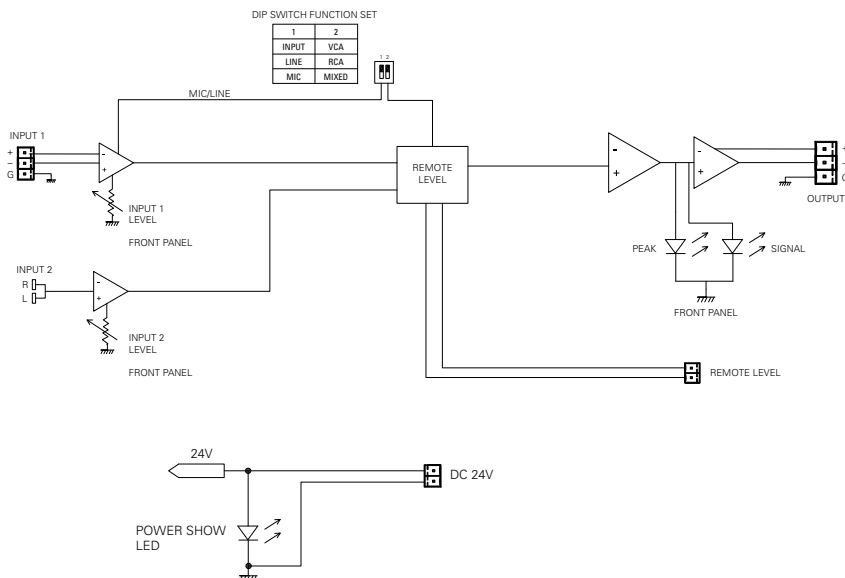 DIP SWITCH FUNCTION SET
1 2
INPUT VCA
LINE RCA
MIC MIXED
1 2
MIC/LINE
INPUT 1
+
−
G
-
+
INPUT 1
LEVEL
FRONT PANEL
REMOTE
LEVEL
-
+
-
+
+
-
G
OUTPUT
PEAK
SIGNAL
FRONT PANEL
INPUT 2
R
L
-
+
INPUT 2
LEVEL
FRONT PANEL
REMOTE LEVEL
24V
DC 24V
POWER SHOW
LED